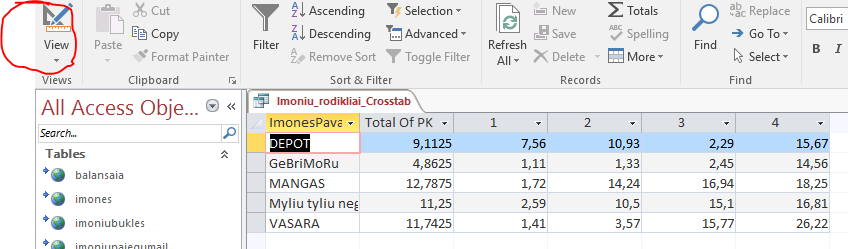 View
Views
Paste
Cut
Copy
Format Painter
Clipboard
Filter
Ascending
Descending
Remove Sort
Selection
Advanced
Toggle Filter
Sort & Filter
Refresh
All
New
Save
Delete
Totals
Spelling
More
Records
Find
Replace
Go To
Select
Find
Calibri
B I
All Access Obje...
Search...
Tables
balansaia
imones
imoniubukles
Imoniu_rodikliai_Crosstab
ImonesPava Total Of PK 1 2 3 4
DEPOT 9,1125 7,56 10,93 2,29 15,67
GeBriMoRu 4,8625 1,11 1,33 2,45 14,56
MANGAS 12,7875 1,72 14,24 16,94 18,25
Myliu tyliu neg 11,25 2,59 10,5 15,1 16,81
VASARA 11,7425 1,41 3,57 15,77 26,22